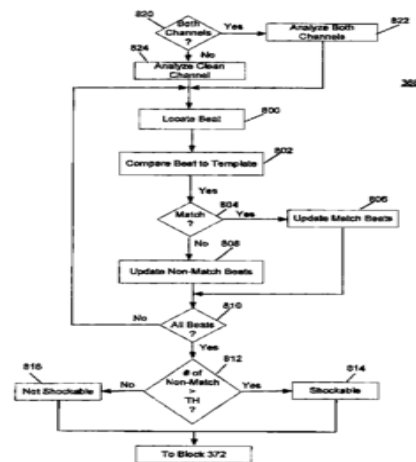 820
Both
Channels
?
Yes
Analyze Both
Channels
822
824
No
Analyze Clean
Channel
800
Locate Beat
802
Compare Beat to Template
Yes
804
Match
?
Yes
806
Update Match Beats
808
No
Update Non-Match Beats
810
No
All Beats
?
Yes
812
# of
Non-Match
>
TH
?
No
Yes
816
Not Shockable
814
Shockable
To Block 372